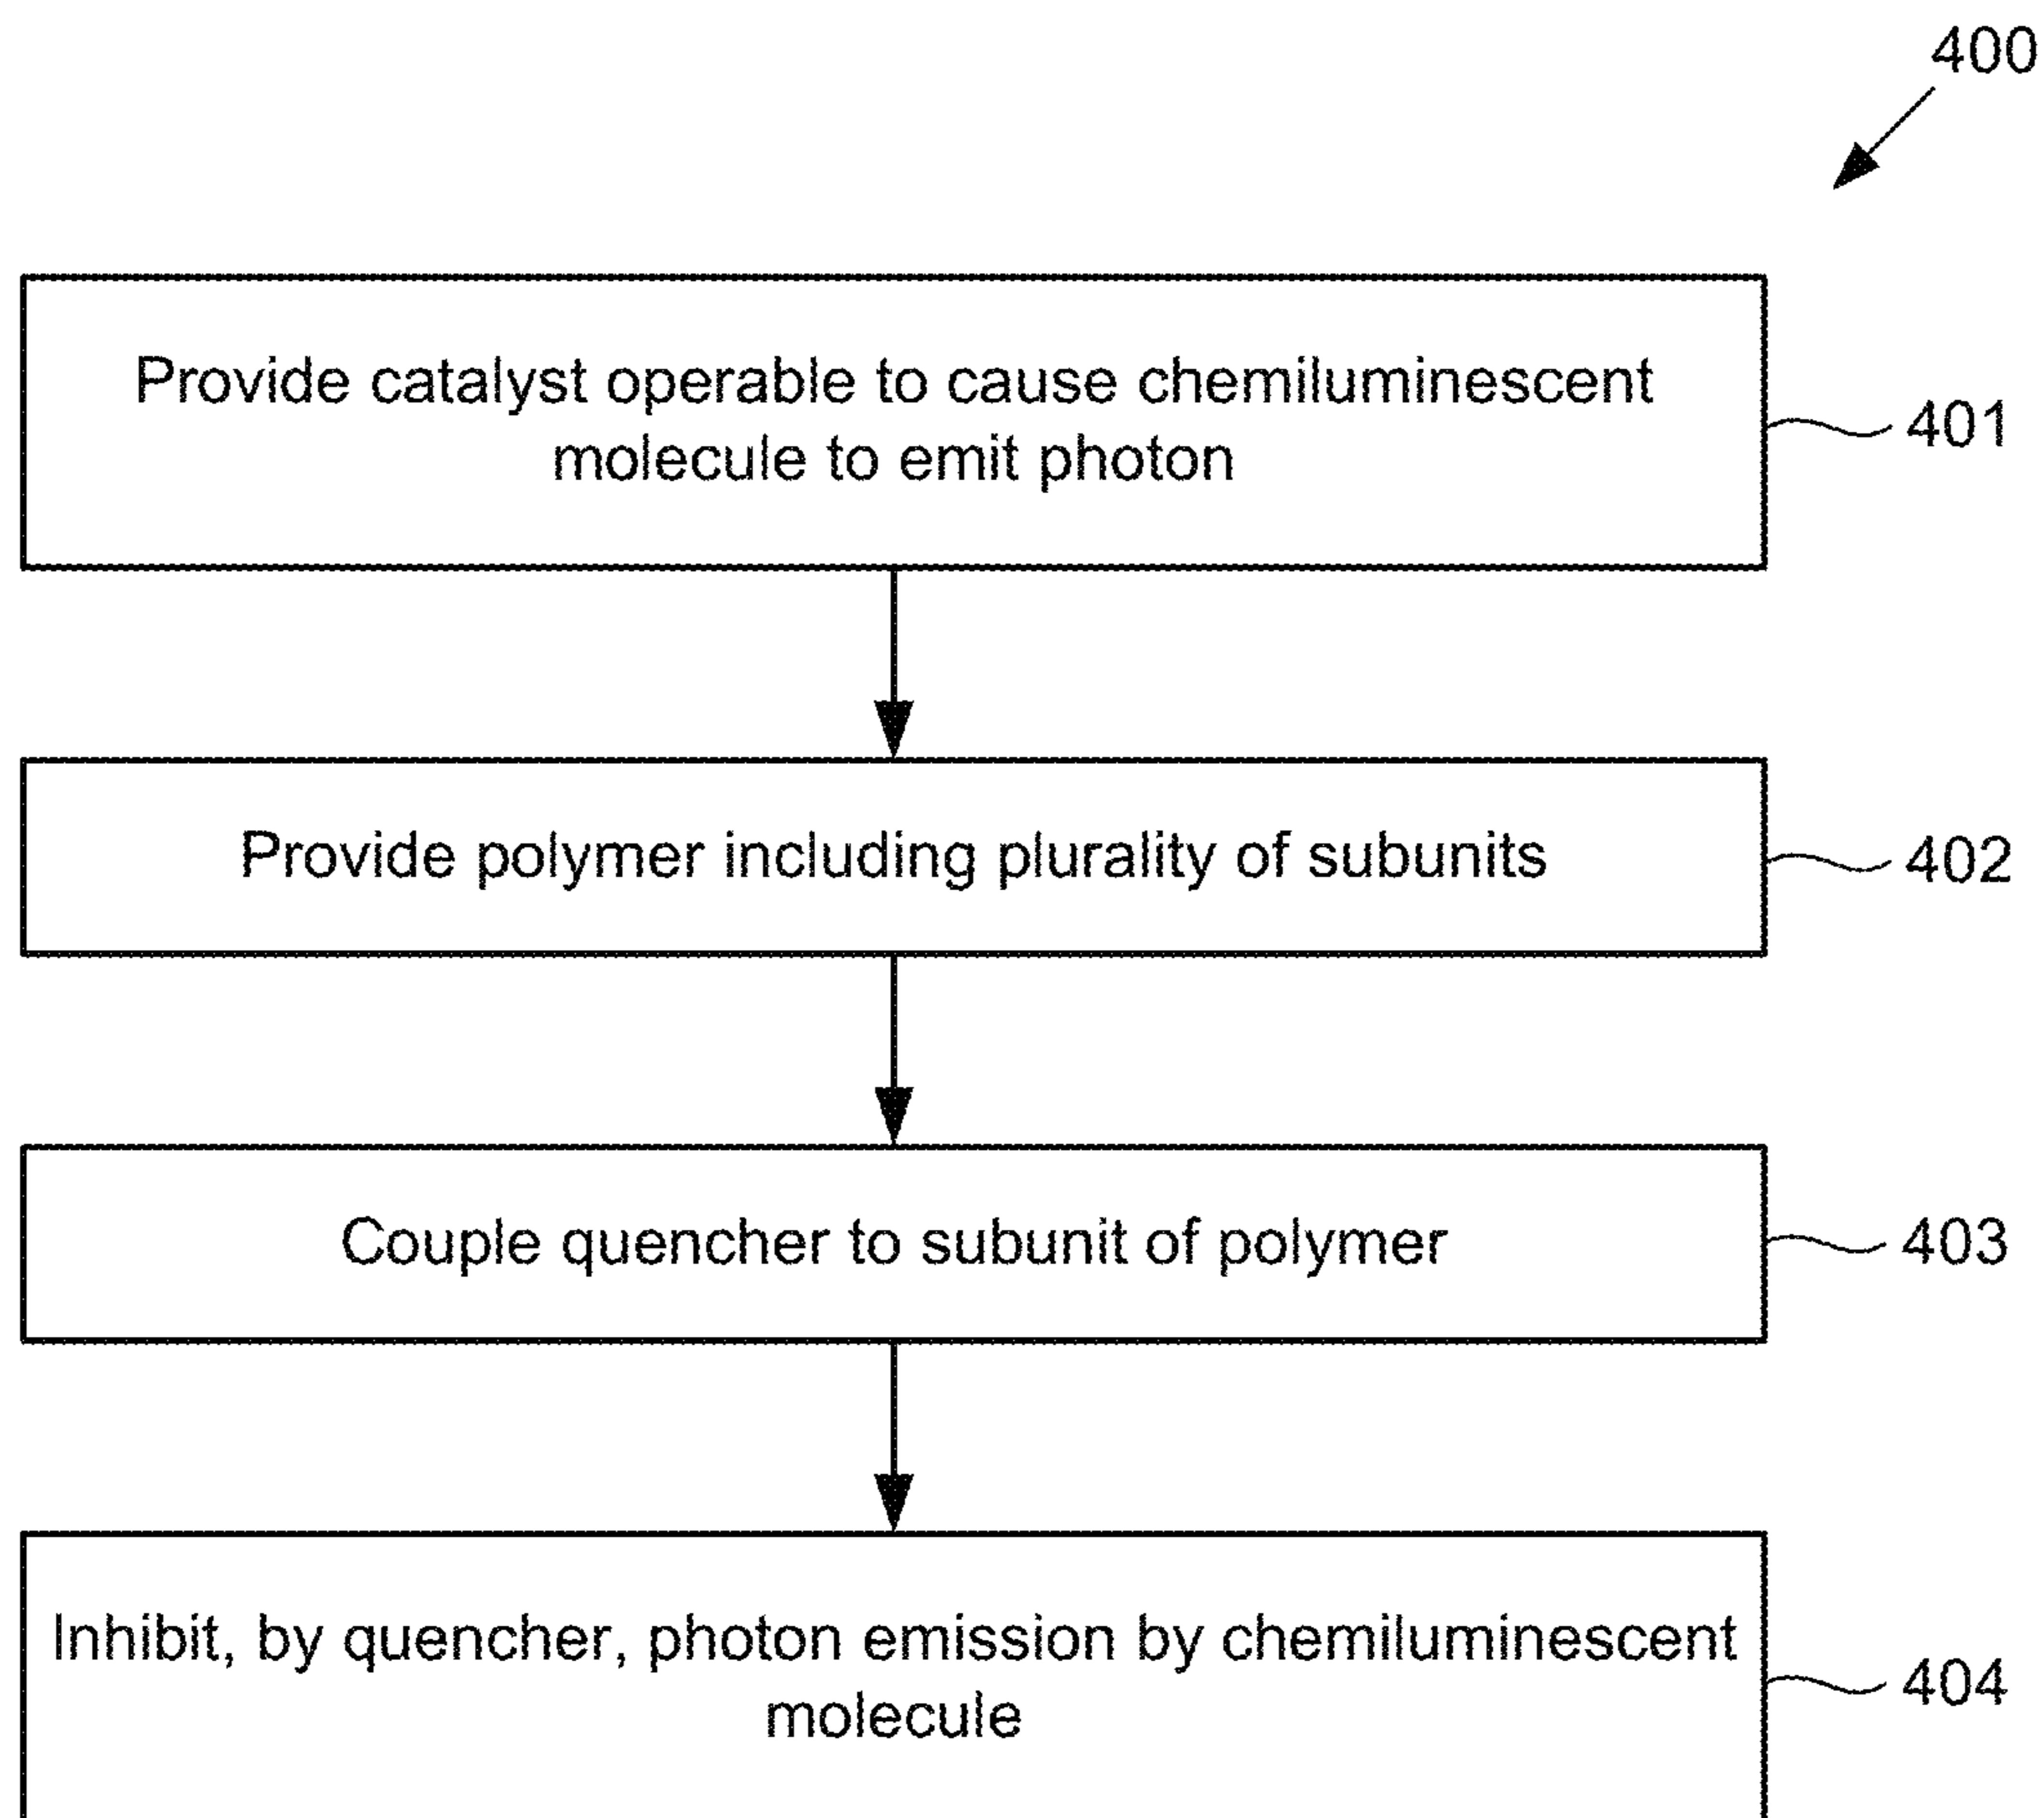 400
Provide catalyst operable to cause chemiluminescent
molecule to emit photon
401
Provide polymer including plurality of subunits
402
Couple quencher to subunit of polymer
403
Inhibit, by quencher, photon emission by chemiluminescent
molecule
404